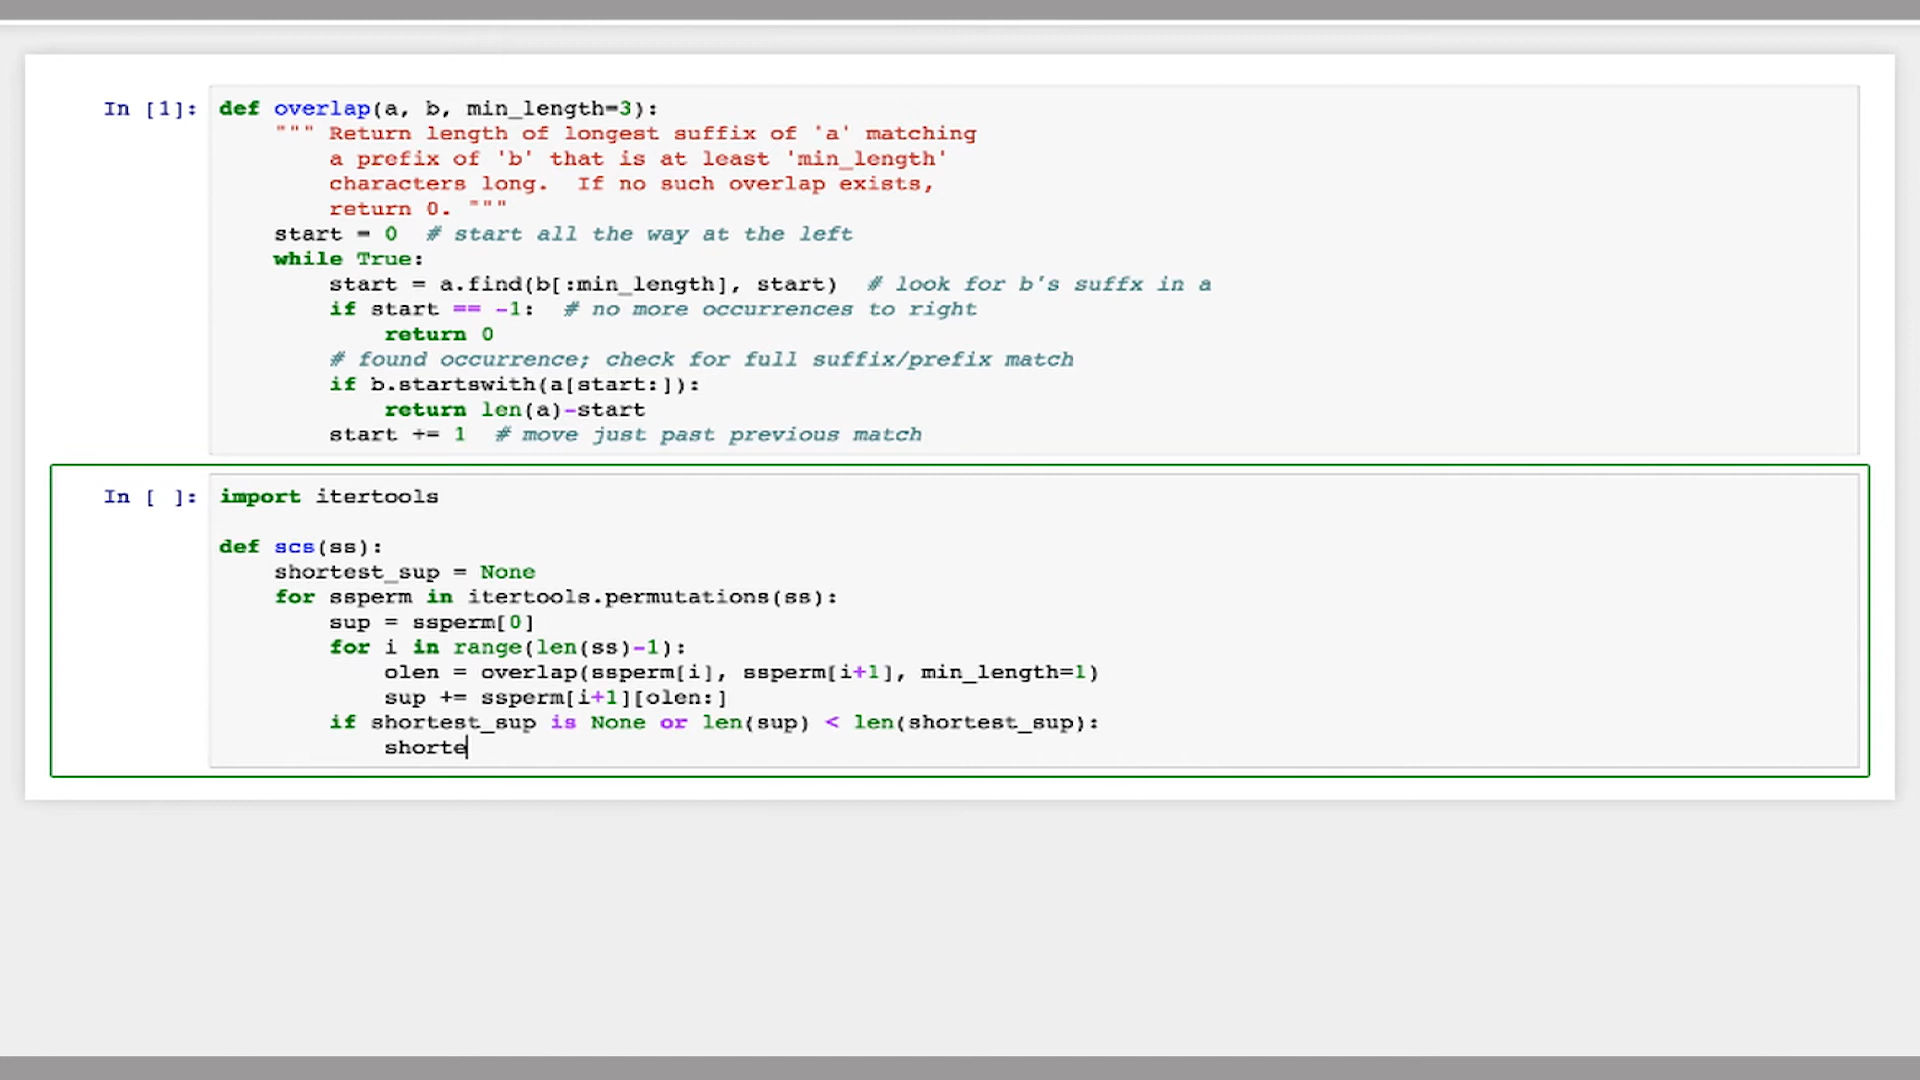 In [1]: def overlap(a, b, min_length=3):
""" Return length of longest suffix of 'a' matching
a prefix of 'b' that is at least 'min_length'
characters long.  If no such overlap exists,
return 0. """
start = 0  # start all the way at the left
while True:
start = a.find(b[:min_length], start)  # look for b's suffx in a
if start == -1:  # no more occurrences to right
return 0
# found occurrence; check for full suffix/prefix match
if b.startswith(a[start:]):
return len(a)-start
start += 1  # move just past previous match
In [ ]: import itertools
def scs(ss):
shortest_sup = None
for ssperm in itertools.permutations(ss):
sup = ssperm[0]
for i in range(len(ss)-1):
olen = overlap(ssperm[i], ssperm[i+1], min_length=1)
sup += ssperm[i+1][olen:]
if shortest_sup is None or len(sup) < len(shortest_sup):
shorte